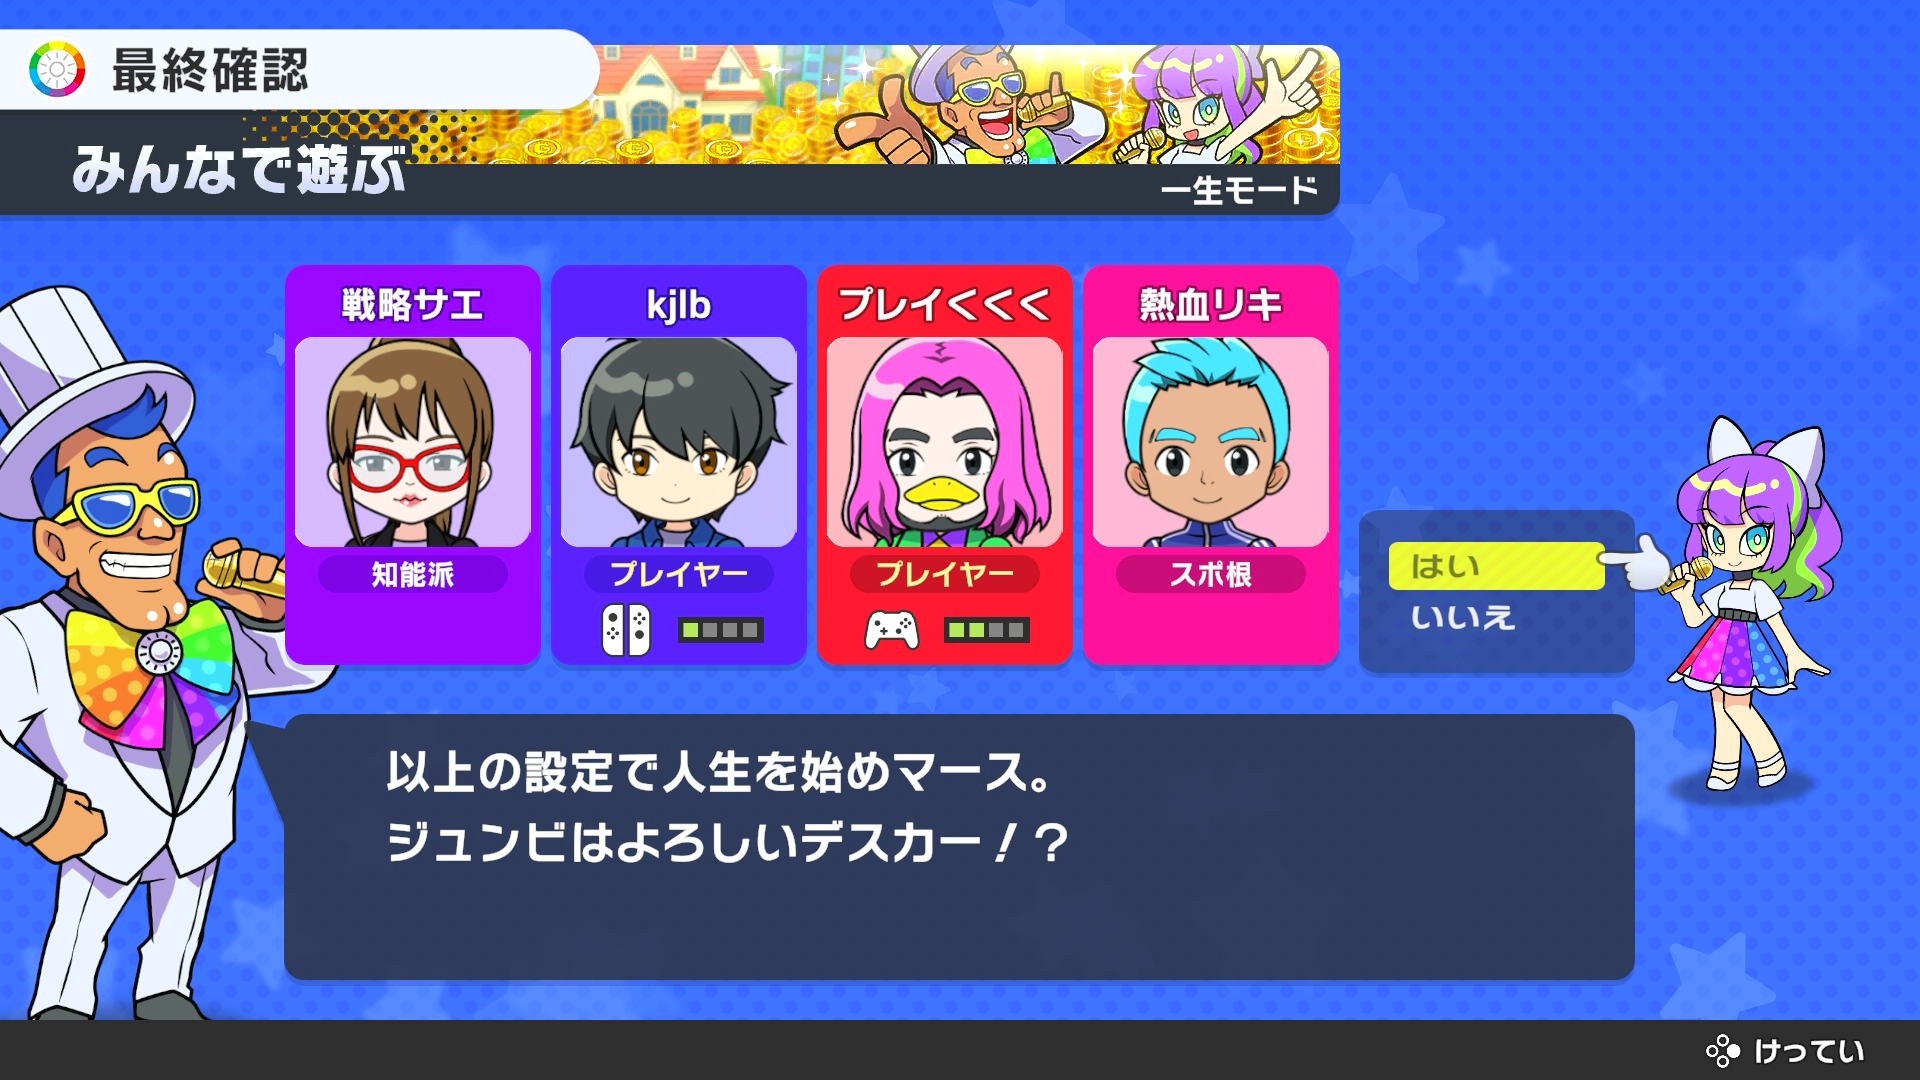 最終確認
みんなで遊ぶ
一生モード
戦略サエ
kjlb
プレイくくく
熱血リキ
知能派
プレイヤー
プレイヤー
スポ根
はい
いいえ
以上の設定で人生を始めマース。
ジュンビはよろしいデスカー！？
けってい